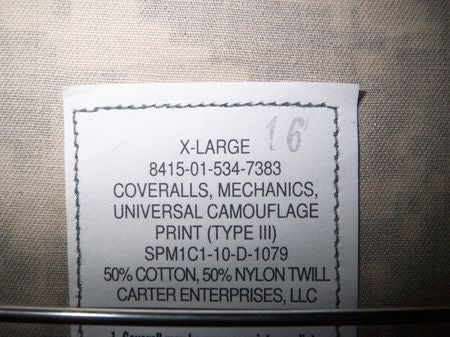 16
X-LARGE
8415-01-534-7383
COVERALLS, MECHANICS,
UNIVERSAL CAMOUFLAGE
PRINT (TYPE III)
SPM1C1-10-D-1079
50% COTTON, 50% NYLON TWILL
CARTER ENTERPRISES, LLC